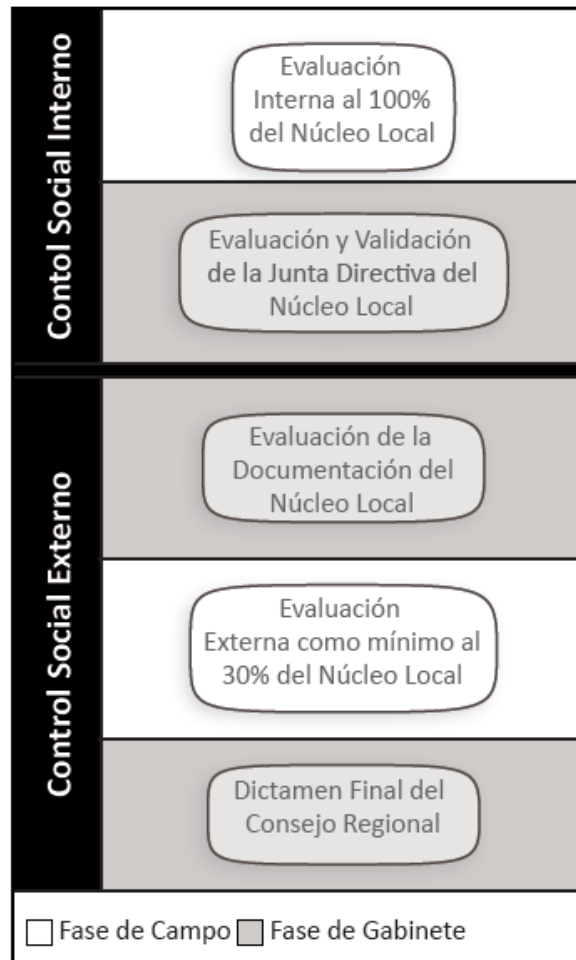 Contol Social Interno
Evaluación
Interna al 100%
del Núcleo Local
Evaluación y Validación
de la Junta Directiva del
Núcleo Local
Control Social Externo
Evaluación de la
Documentación del
Núcleo Local
Evaluación
Externa como mínimo al
30% del Núcleo Local
Dictamen Final del
Consejo Regional
Fase de Campo
Fase de Gabinete